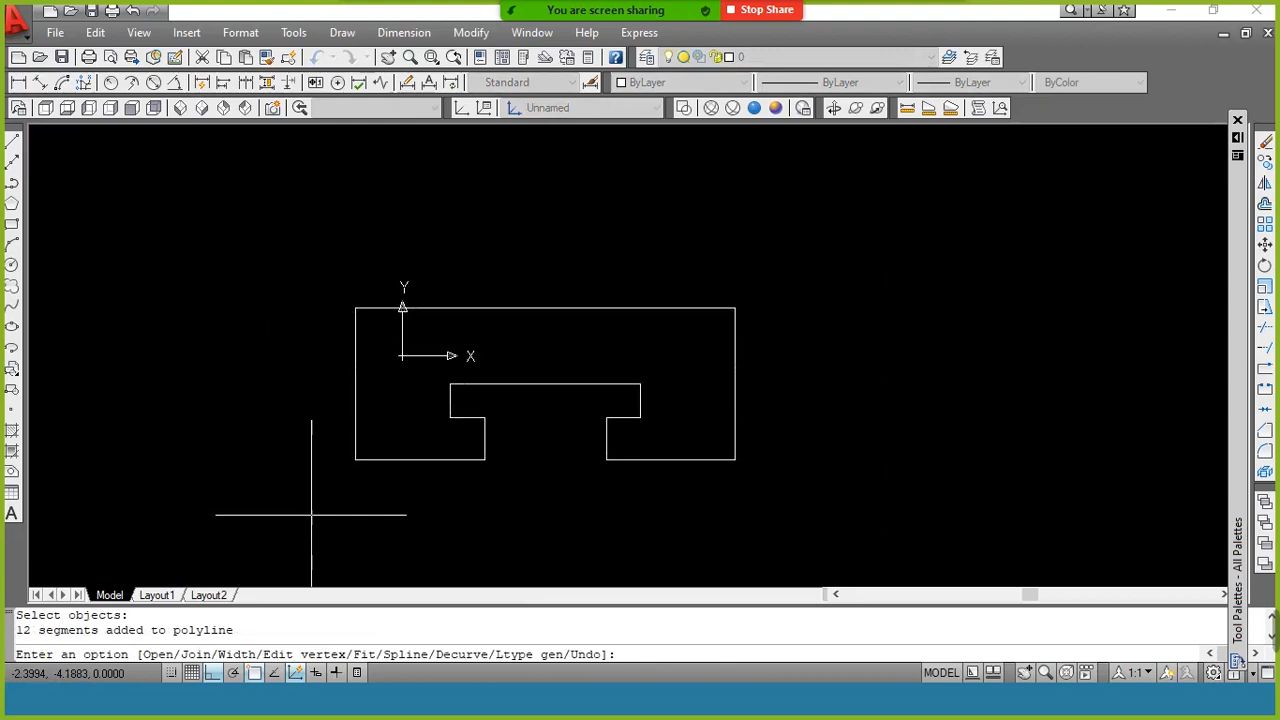 You are screen sharing
Stop Share
File Edit View Insert Format Tools Draw Dimension Modify Window Help Express
0
Standard ByLayer ByLayer ByLayer ByColor
Unnamed
Y
X
Tool Palettes - All Palettes
Model Layout1 Layout2
Select objects:
12 segments added to polyline
Enter an option [Open/Join/Width/Edit vertex/Fit/Spline/Decurve/Ltype gen/Undo]:
-2.3994, -4.1883, 0.0000 MODEL 1:1